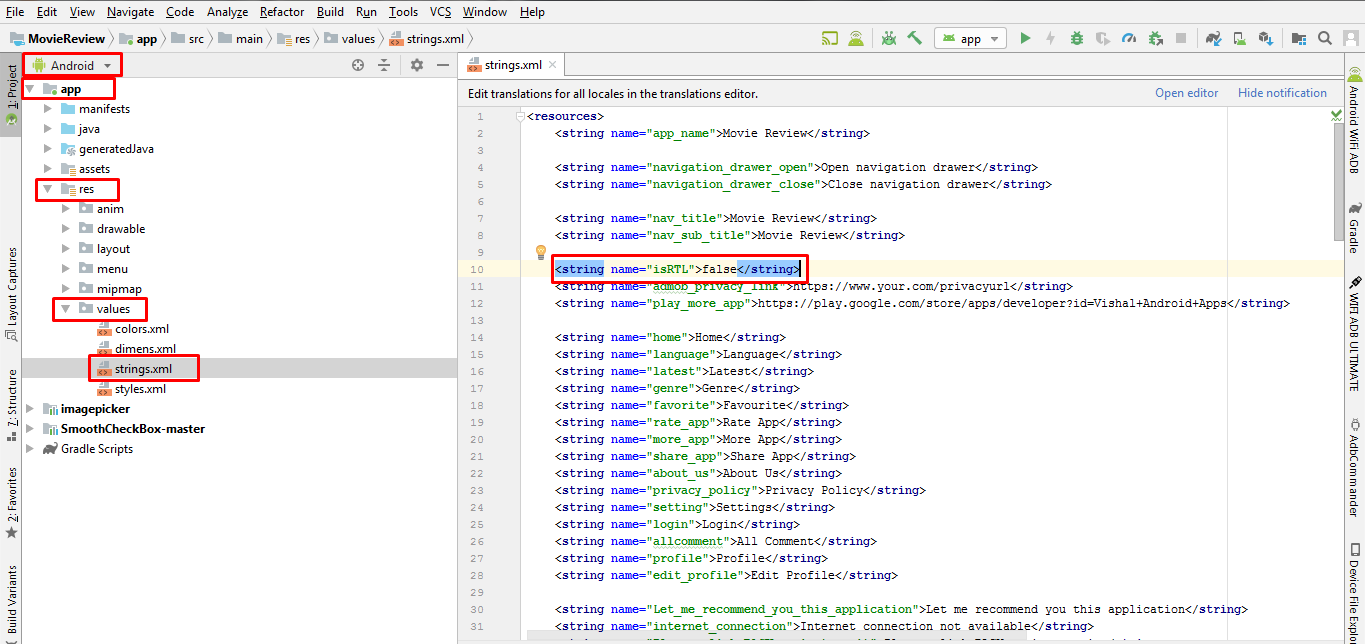 File Edit View Navigate Code Analyze Refactor Build Run Tools VCS Window Help
MovieReview app src main res values strings.xml
app
1: Project
Layout Captures
7: Structure
2: Favorites
Build Variants
Android
app
manifests
java
generatedJava
assets
res
anim
drawable
layout
menu
mipmap
values
colors.xml
dimens.xml
strings.xml
styles.xml
imagepicker
SmoothCheckBox-master
Gradle Scripts
strings.xml
Edit translations for all locales in the translations editor. Open editor Hide notification
1 <resources>
2 <string name="app_name">Movie Review</string>
3
4 <string name="navigation_drawer_open">Open navigation drawer</string>
5 <string name="navigation_drawer_close">Close navigation drawer</string>
6
7 <string name="nav_title">Movie Review</string>
8 <string name="nav_sub_title">Movie Review</string>
9
10 <string name="isRTL">false</string>
11 <string name="admob_privacy_link">https://www.your.com/privacyurl</string>
12 <string name="play_more_app">https://play.google.com/store/apps/developer?id=Vishal+Android+Apps</string>
13
14 <string name="home">Home</string>
15 <string name="language">Language</string>
16 <string name="latest">Latest</string>
17 <string name="genre">Genre</string>
18 <string name="favorite">Favourite</string>
19 <string name="rate_app">Rate App</string>
20 <string name="more_app">More App</string>
21 <string name="share_app">Share App</string>
22 <string name="about_us">About Us</string>
23 <string name="privacy_policy">Privacy Policy</string>
24 <string name="setting">Settings</string>
25 <string name="login">Login</string>
26 <string name="allcomment">All Comment</string>
27 <string name="profile">Profile</string>
28 <string name="edit_profile">Edit Profile</string>
29
30 <string name="Let_me_recommend_you_this_application">Let me recommend you this application</string>
31 <string name="internet_connection">Internet connection not available</string>
Android WiFi ADB
Gradle
WIFI ADB ULTIMATE
AdbCommander
Device File Explo